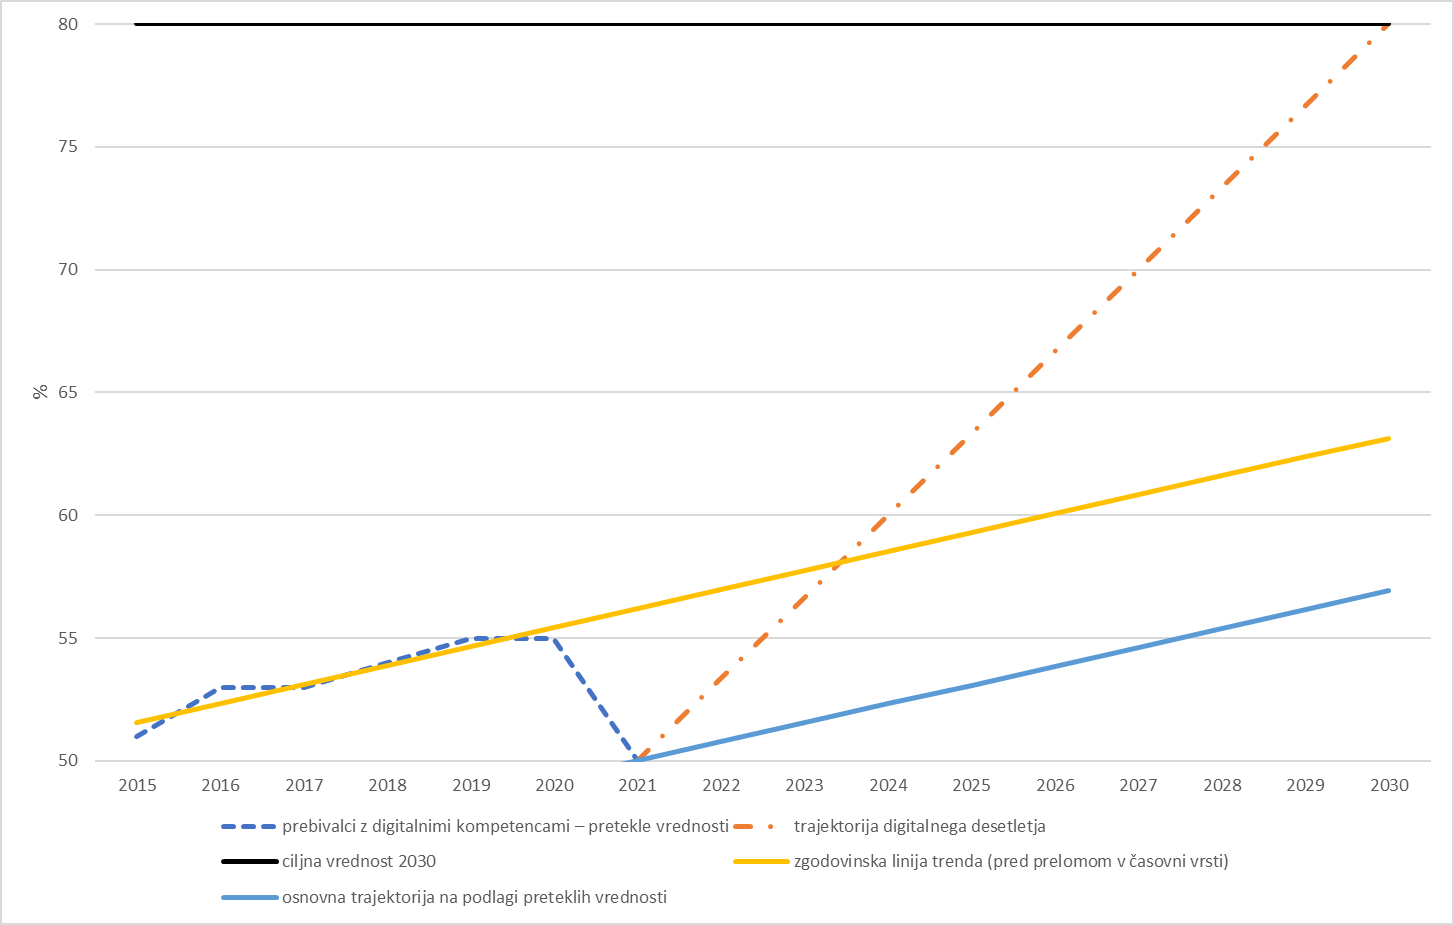 80
75
70
65
60
55
50
%
2015 2016 2017 2018 2019 2020 2021 2022 2023 2024 2025 2026 2027 2028 2029 2030
prebivalci z digitalnimi kompetencami – pretekle vrednosti trajektorija digitalnega desetletja
ciljna vrednost 2030 zgodovinska linija trenda (pred prelomom v časovni vrsti)
osnovna trajektorija na podlagi preteklih vrednosti